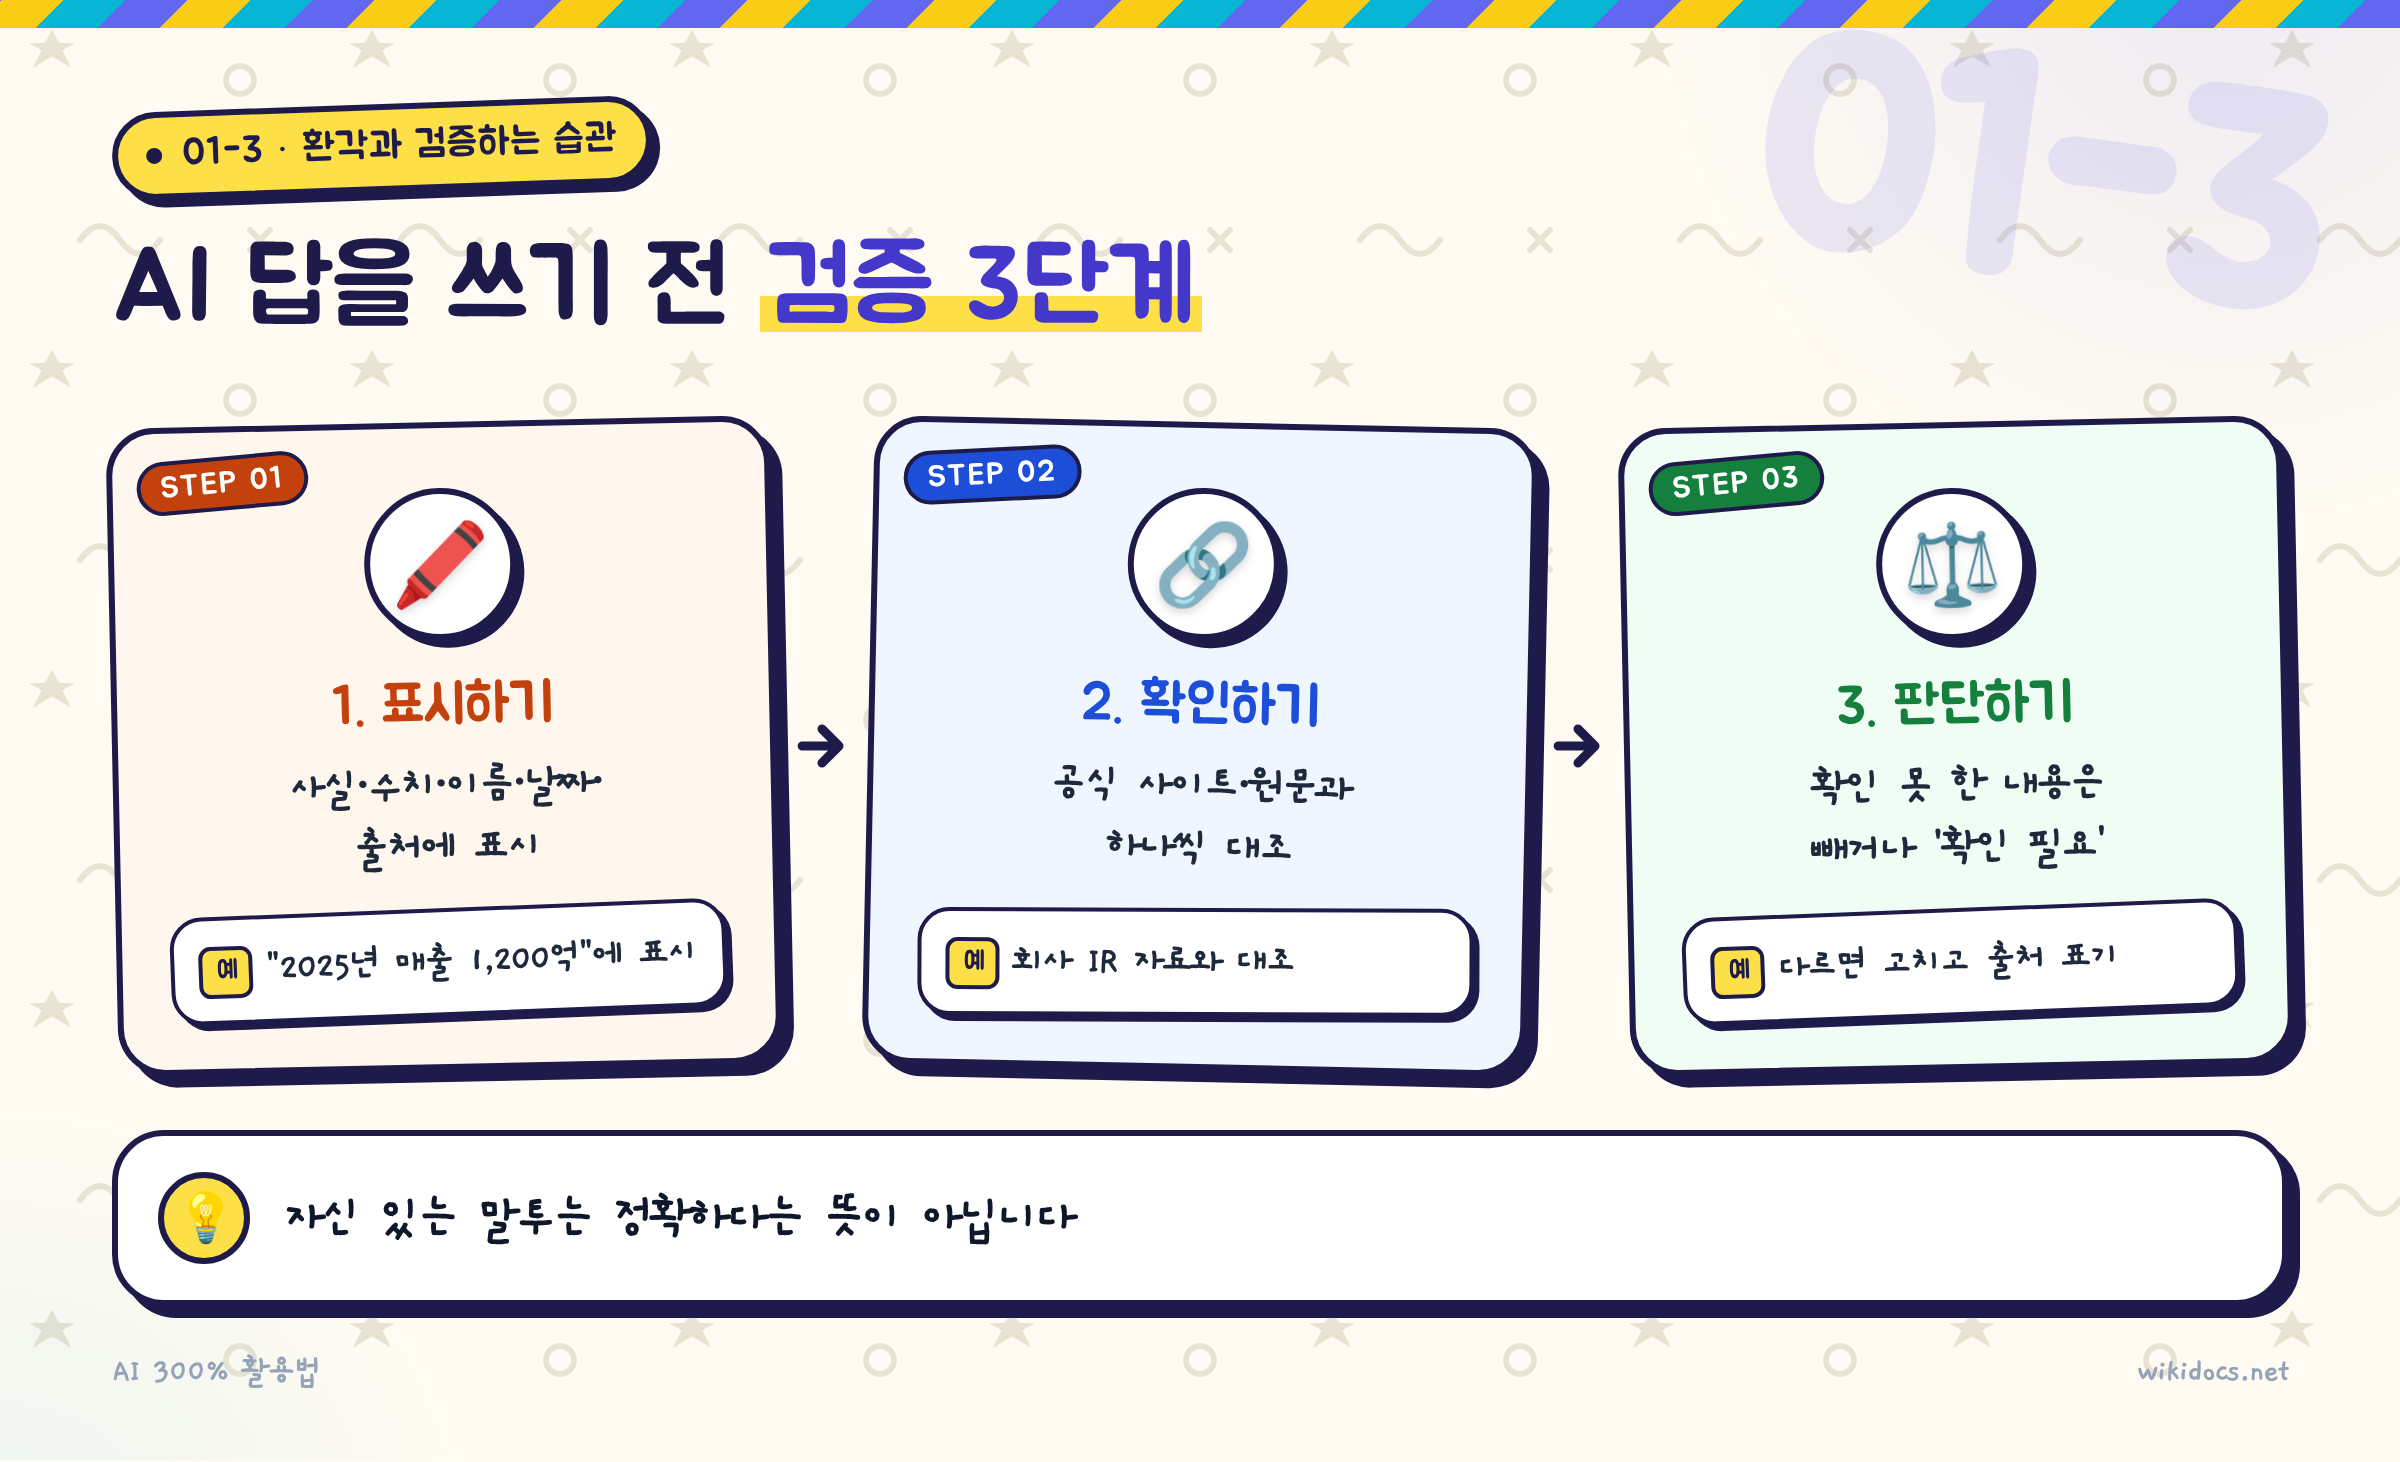 01-3
01-3 · 환각과 검증하는 습관
AI 답을 쓰기 전 검증 3단계
STEP 01
1. 표시하기
사실·수치·이름·날짜·
출처에 표시
예 "2025년 매출 1,200억"에 표시
→
STEP 02
2. 확인하기
공식 사이트·원문과
하나씩 대조
예 회사 IR 자료와 대조
→
STEP 03
3. 판단하기
확인 못 한 내용은
빼거나 '확인 필요'
예 다르면 고치고 출처 표기
자신 있는 말투는 정확하다는 뜻이 아닙니다
AI 300% 활용법
wikidocs.net